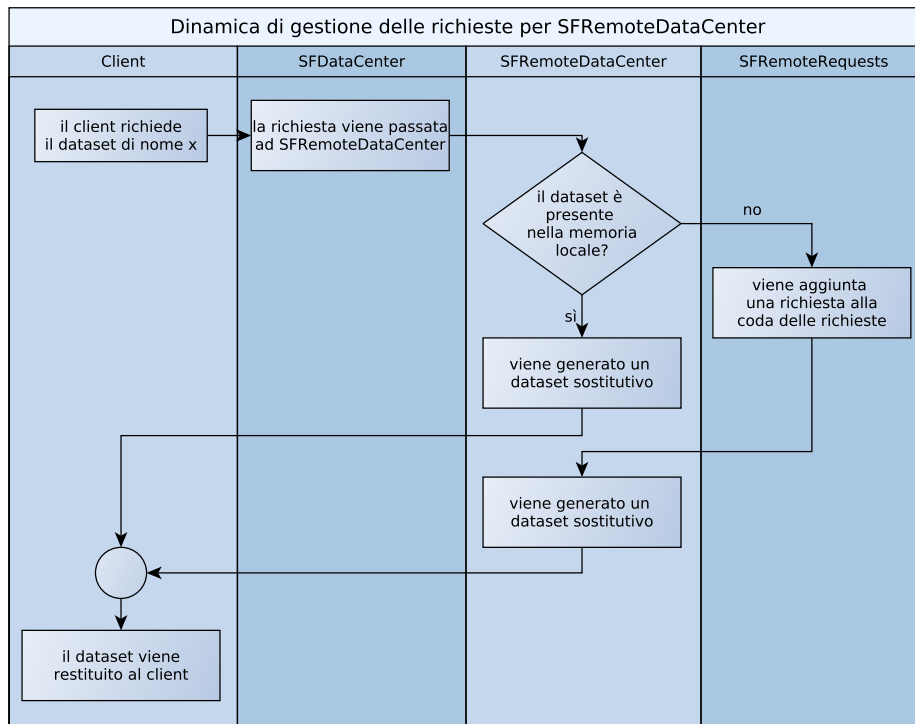 Dinamica di gestione delle richieste per SFRemoteDataCenter
Client
SFDataCenter
SFRemoteDataCenter
SFRemoteRequests
il client richiede
il dataset di nome x
la richiesta viene passata
ad SFRemoteDataCenter
il dataset è
presente
nella memoria
locale?
no
viene aggiunta
una richiesta alla
coda delle richieste
sì
viene generato un
dataset sostitutivo
viene generato un
dataset sostitutivo
il dataset viene
restituito al client